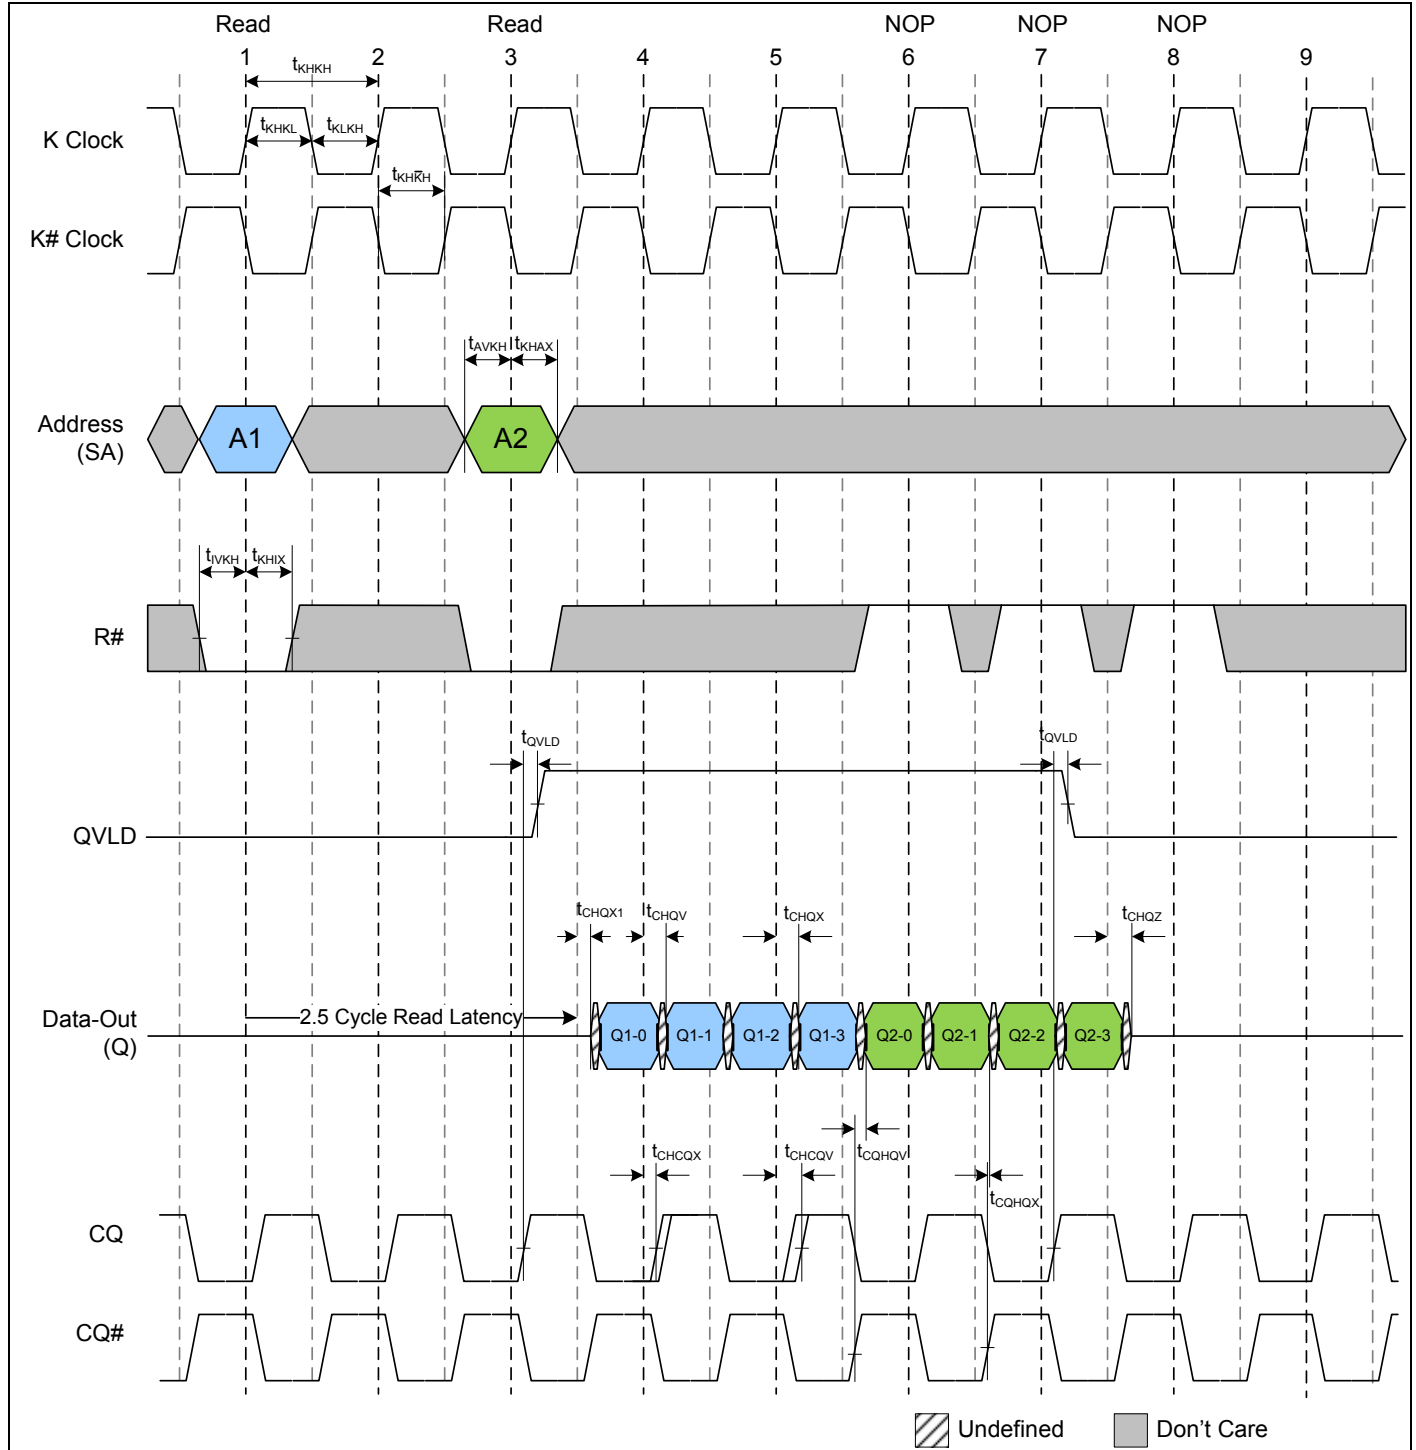 Read Read NOP NOP NOP
1 2 3 4 5 6 7 8 9
tKHKH
K Clock
tKHKL tKLKH
tKHK̅H
K# Clock
tAVKH tKHAX
Address
(SA)
A1 A2
tIVKH tKHIX
R#
tQVLD tQVLD
QVLD
tCHQX1 tCHQV tCHQX tCHQZ
Data-Out
(Q)
2.5 Cycle Read Latency
Q1-0 Q1-1 Q1-2 Q1-3 Q2-0 Q2-1 Q2-2 Q2-3
tCHCQX tCHCQV tCQHQV
tCQHQX
CQ
CQ#
Undefined Don't Care